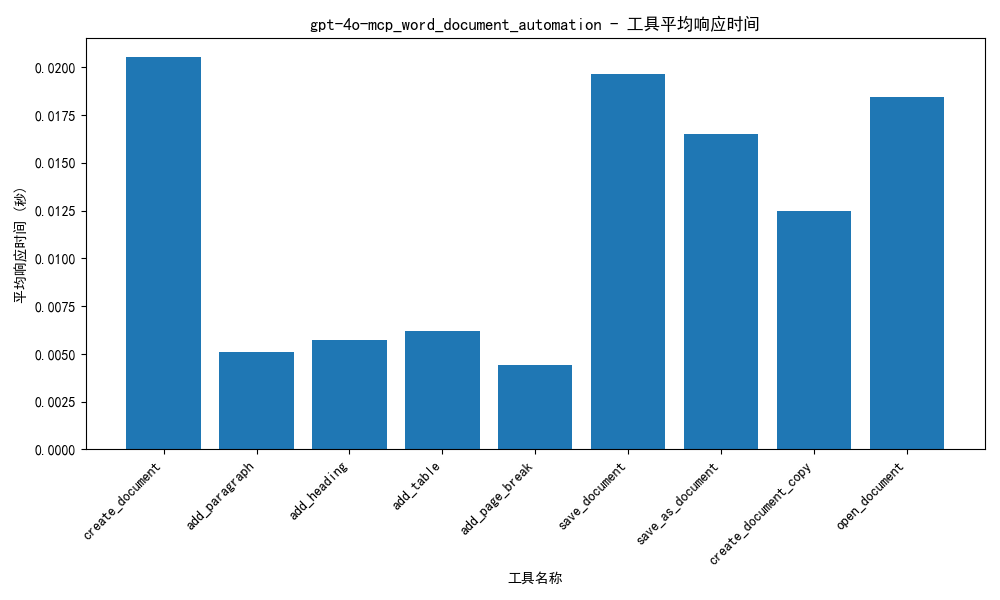 gpt-4o-mcp_word_document_automation - 工具平均响应时间
平均响应时间 (秒)
0.0200
0.0175
0.0150
0.0125
0.0100
0.0075
0.0050
0.0025
0.0000
create_document
add_paragraph
add_heading
add_table
add_page_break
save_document
save_as_document
create_document_copy
open_document
工具名称